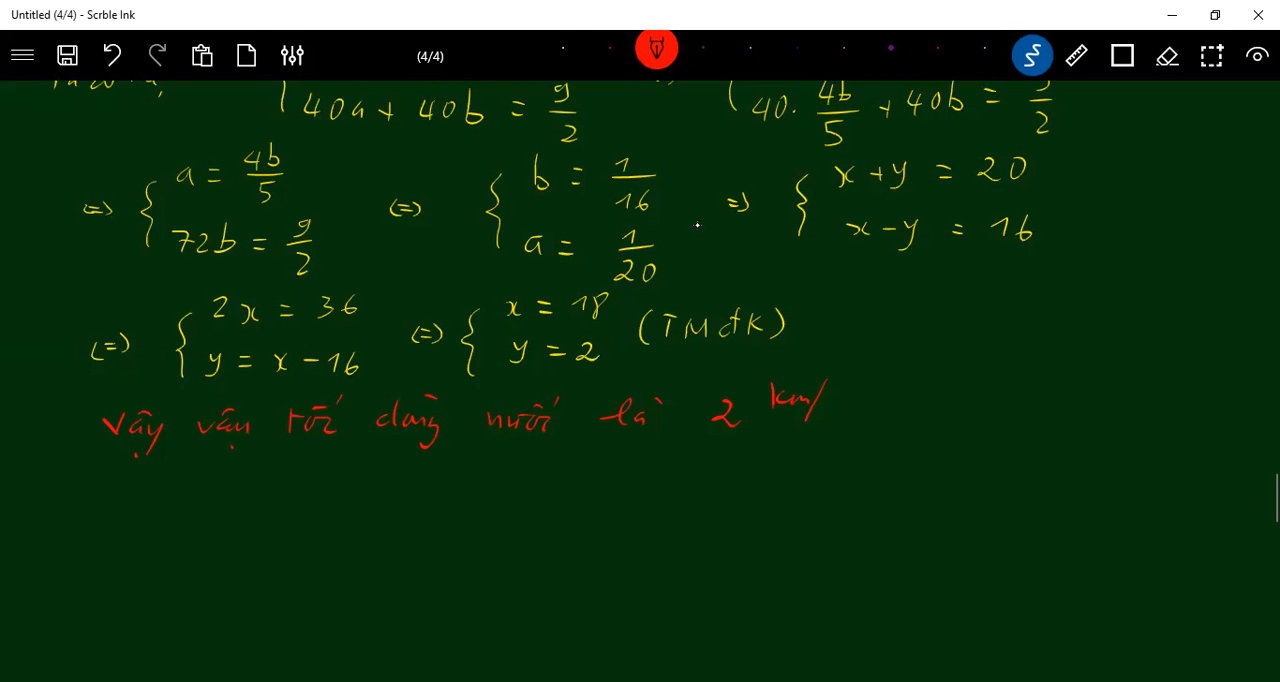 Untitled (4/4) - Scrble Ink
(4/4)
40a + 40b = 9/2
40. 4b/5 + 40b = 9/2
=> { a = 4b/5 (=) { b = 1/16 => { x + y = 20
72b = 9/2 a = 1/20 x - y = 16
(=) { 2x = 36 (=) { x = 18 (TMđK)
y = x - 16 y = 2
Vậy vận tốc dòng nước là 2 km/